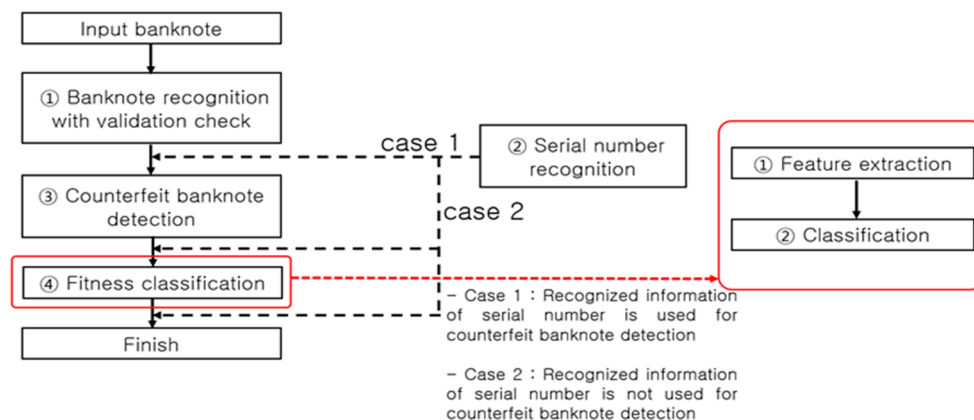 Input banknote
① Banknote recognition
with validation check
case 1
② Serial number
recognition
③ Counterfeit banknote
detection
case 2
④ Fitness classification
Finish
① Feature extraction
② Classification
– Case 1 : Recognized information
of serial number is used for
counterfeit banknote detection
– Case 2 : Recognized information
of serial number is not used for
counterfeit banknote detection